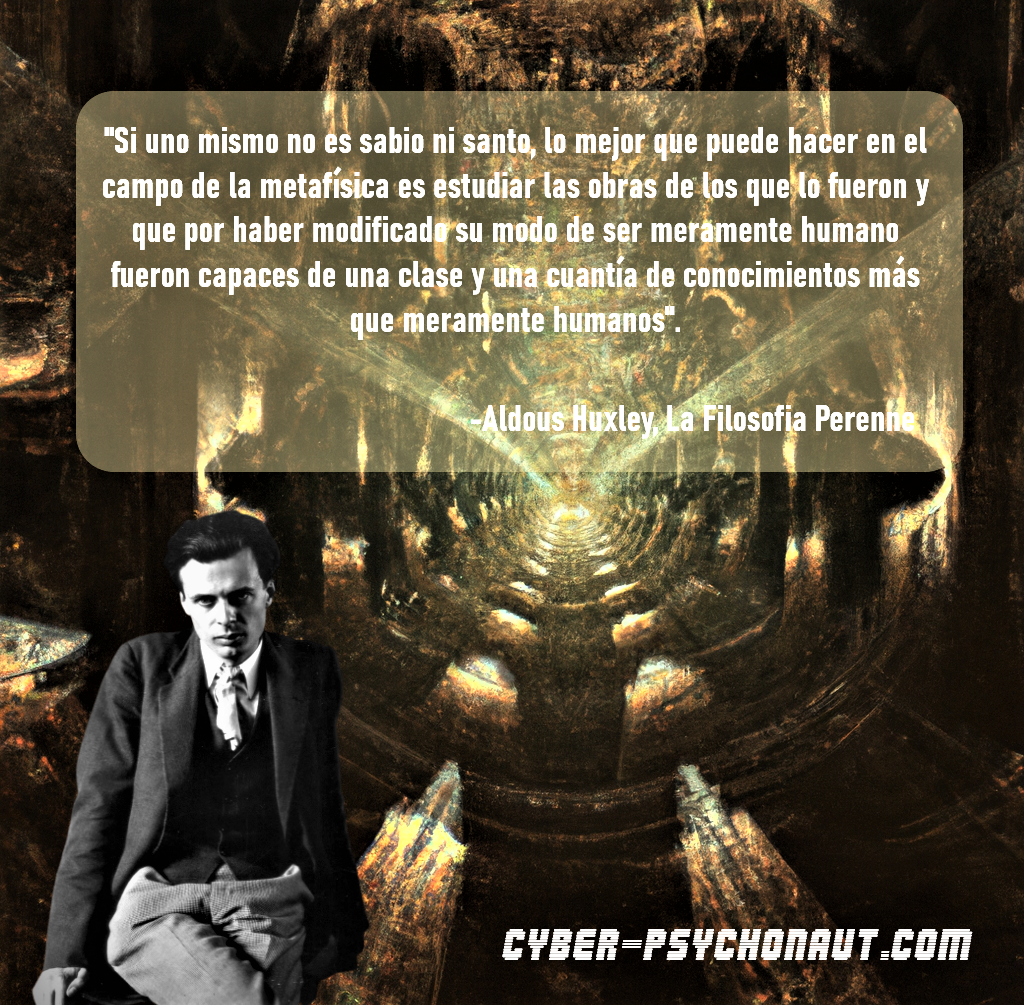 "Si uno mismo no es sabio ni santo, lo mejor que puede hacer en el
campo de la metafísica es estudiar las obras de los que lo fueron y
que por haber modificado su modo de ser meramente humano
fueron capaces de una clase y una cuantía de conocimientos más
que meramente humanos".
-Aldous Huxley, La Filosofia Perenne
CYBER-PSYCHONAUT.COM